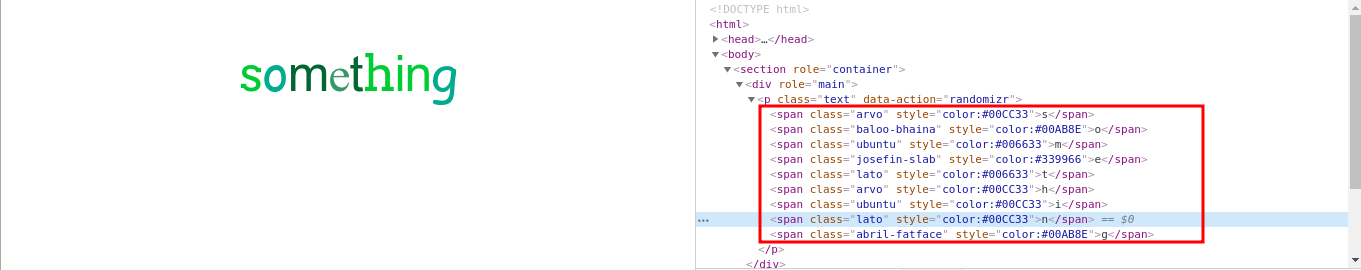 something
<!DOCTYPE html>
<html>
<head>…</head>
<body>
<section role="container">
<div role="main">
<p class="text" data-action="randomizr">
<span class="arvo" style="color:#00CC33">s</span>
<span class="baloo-bhaina" style="color:#00AB8E">o</span>
<span class="ubuntu" style="color:#006633">m</span>
<span class="josefin-slab" style="color:#339966">e</span>
<span class="lato" style="color:#006633">t</span>
<span class="arvo" style="color:#00CC33">h</span>
<span class="ubuntu" style="color:#00CC33">i</span>
<span class="lato" style="color:#00CC33">n</span> == $0
<span class="abril-fatface" style="color:#00AB8E">g</span>
</p>
</div>